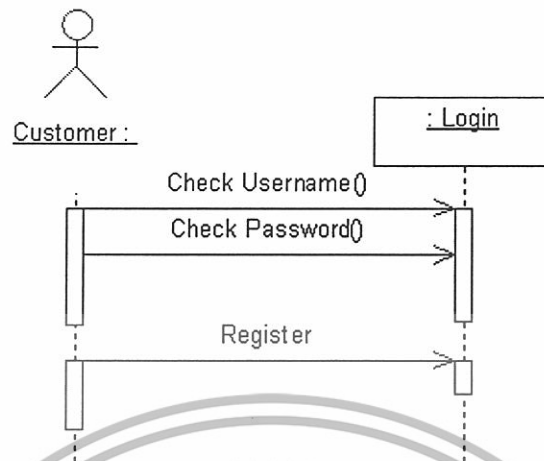 Customer :
: Login
Check Username()
Check Password()
Register